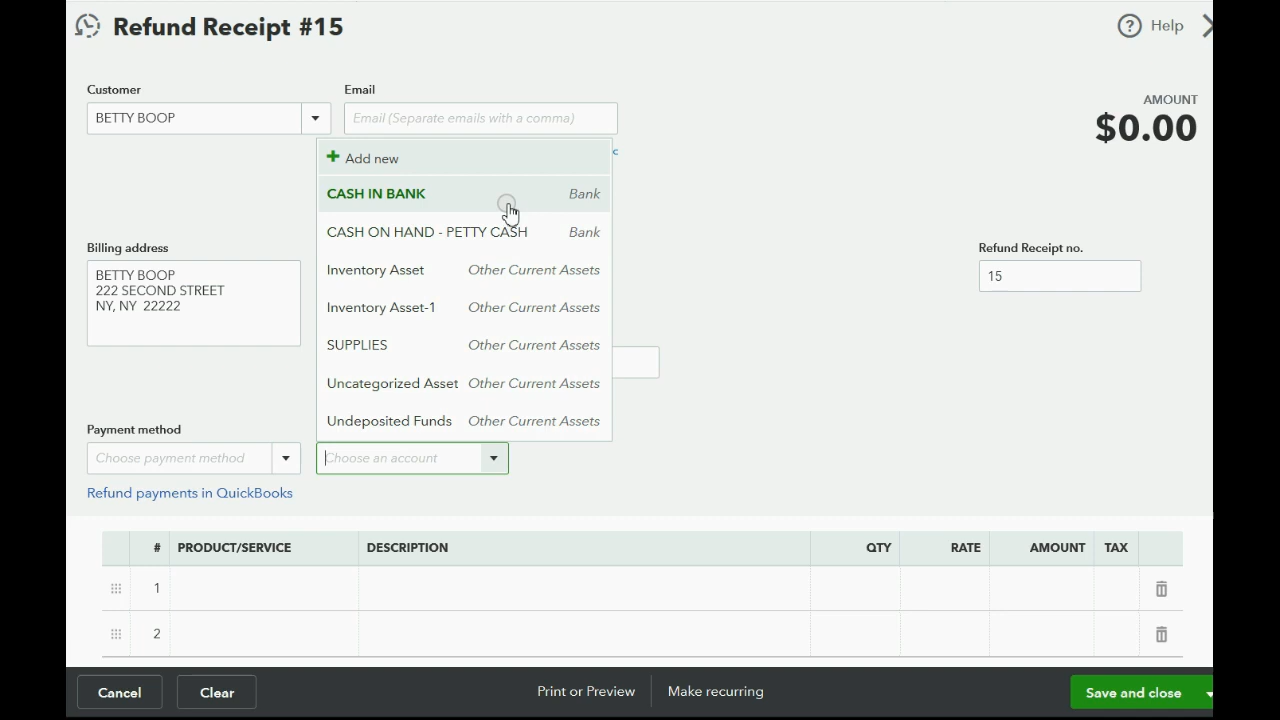 Refund Receipt #15
Help
Customer
Email
AMOUNT
BETTY BOOP
Email (Separate emails with a comma)
$0.00
Add new
c
CASH IN BANK Bank
CASH ON HAND - PETTY CASH Bank
Billing address
Refund Receipt no.
BETTY BOOP
222 SECOND STREET
NY, NY 22222
Inventory Asset Other Current Assets
15
Inventory Asset-1 Other Current Assets
SUPPLIES Other Current Assets
Uncategorized Asset Other Current Assets
Undeposited Funds Other Current Assets
Payment method
Choose payment method
Choose an account
Refund payments in QuickBooks
# PRODUCT/SERVICE DESCRIPTION QTY RATE AMOUNT TAX
1
2
Cancel Clear Print or Preview Make recurring Save and close